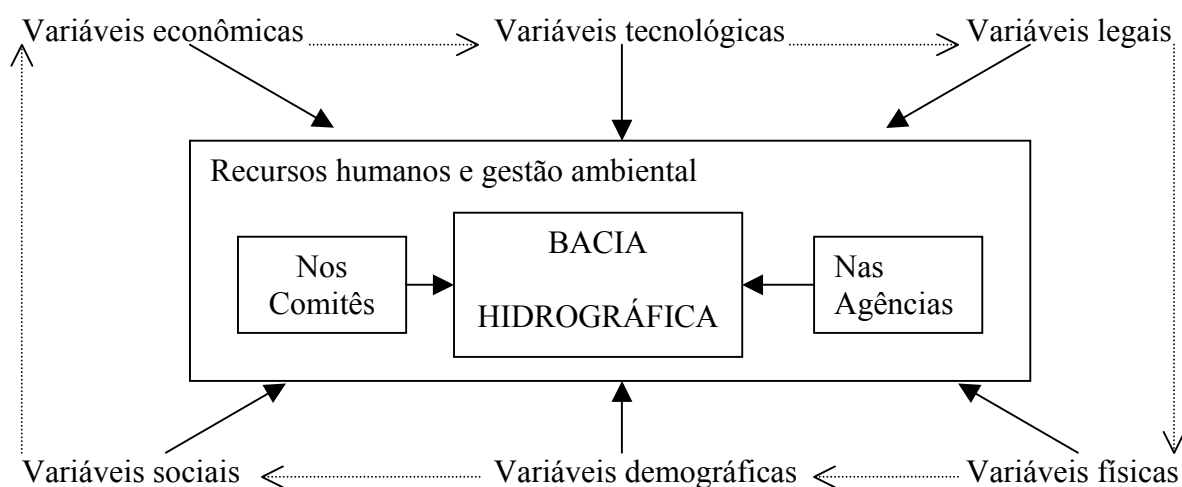 Variáveis econômicas
Variáveis tecnológicas
Variáveis legais
Recursos humanos e gestão ambiental
Nos
Comitês
BACIA
HIDROGRÁFICA
Nas
Agências
Variáveis sociais
Variáveis demográficas
Variáveis físicas